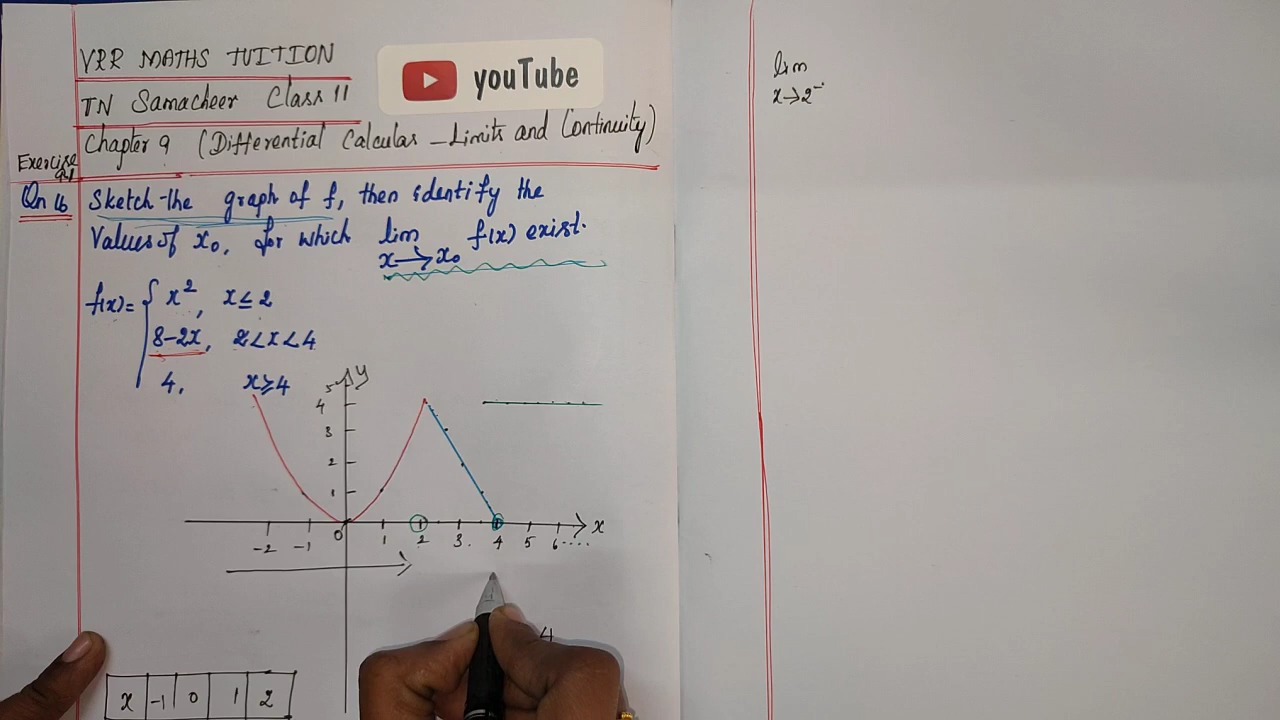 VRR MATHS TUITION
YouTube
TN Samacheer Class 11
Chapter 9 (Differential Calculas - Limits and Continuity)
Exercise 9.1
Qn 16 Sketch the graph of f, then identify the
Values of x₀, for which lim f(x) exist.
x→x₀
f(x)= { x², x≤2
8-2x, 2<x<4
4, x≥4
y
5
4
3
2
1
-2 -1 0 1 2 3. 4 5 6.... x
4
x -1 0 1 2
lim
x→2⁻